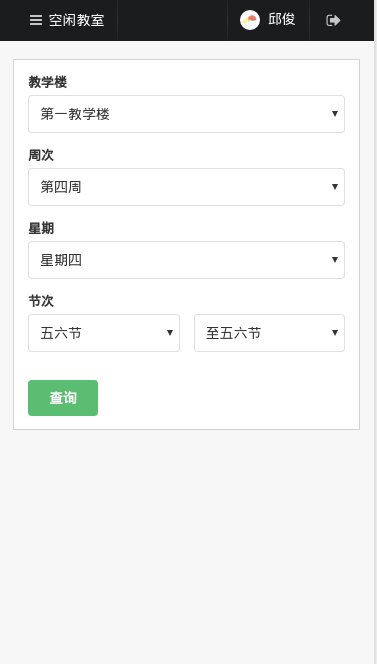 空闲教室 邱俊
教学楼
第一教学楼
周次
第四周
星期
星期四
节次
五六节 至五六节
查询